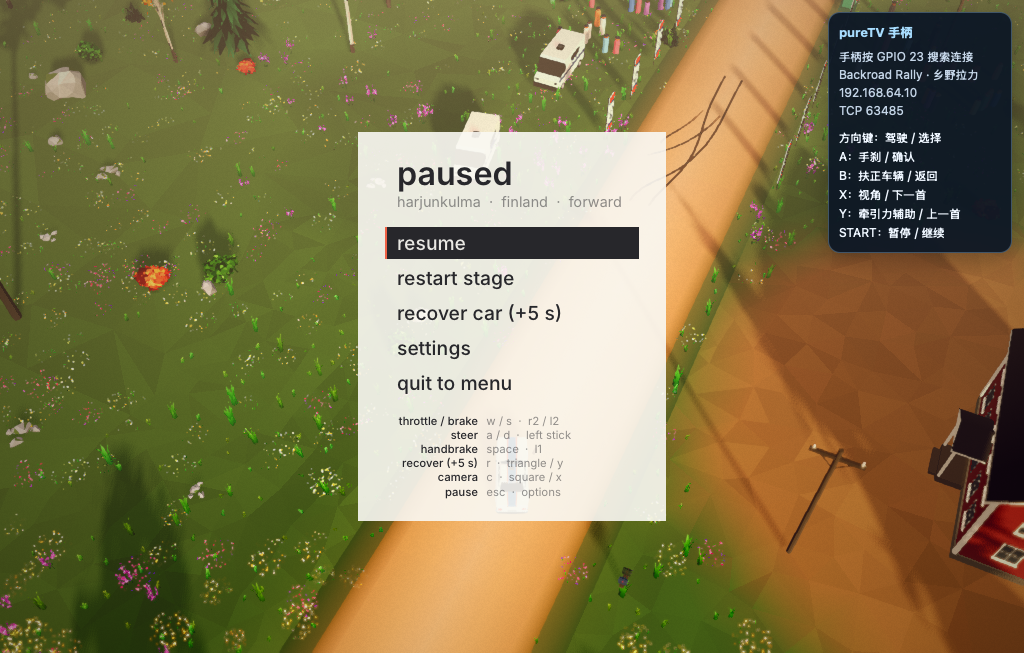 paused
harjunkulma · finland · forward
resume
restart stage
recover car (+5 s)
settings
quit to menu
throttle / brake w / s · r2 / l2
steer a / d · left stick
handbrake space · l1
recover (+5 s) r · triangle / y
camera c · square / x
pause esc · options
pureTV 手柄
手柄按 GPIO 23 搜索连接
Backroad Rally · 乡野拉力
192.168.64.10
TCP 63485
方向键：驾驶 / 选择
A：手刹 / 确认
B：扶正车辆 / 返回
X：视角 / 下一首
Y：牵引力辅助 / 上一首
START：暂停 / 继续